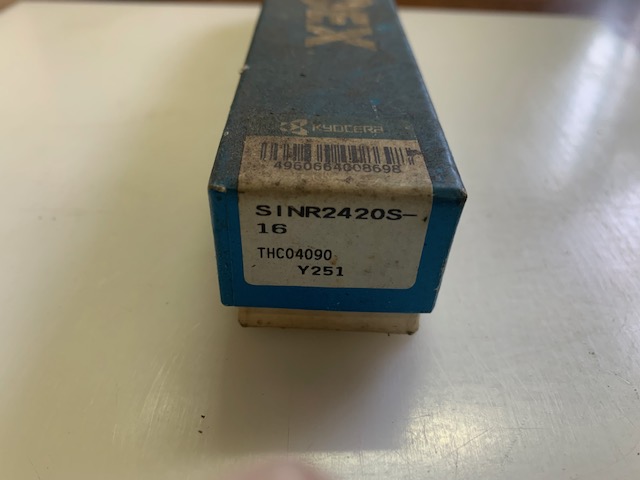 KYOCERA
4960664008698
SINR2420S-
16
THC04090
Y251